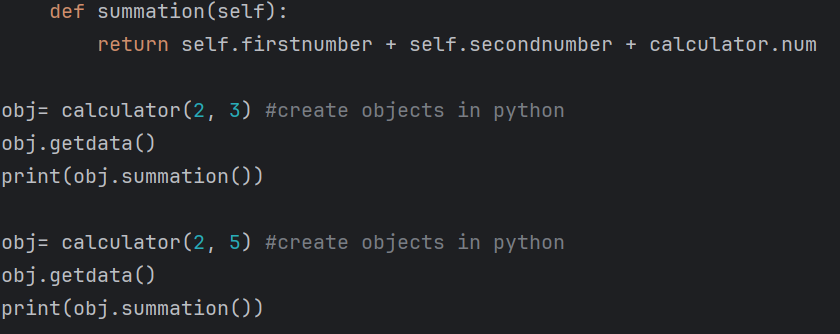 def summation(self):
return self.firstnumber + self.secondnumber + calculator.num
obj= calculator(2, 3) #create objects in python
obj.getdata()
print(obj.summation())
obj= calculator(2, 5) #create objects in python
obj.getdata()
print(obj.summation())